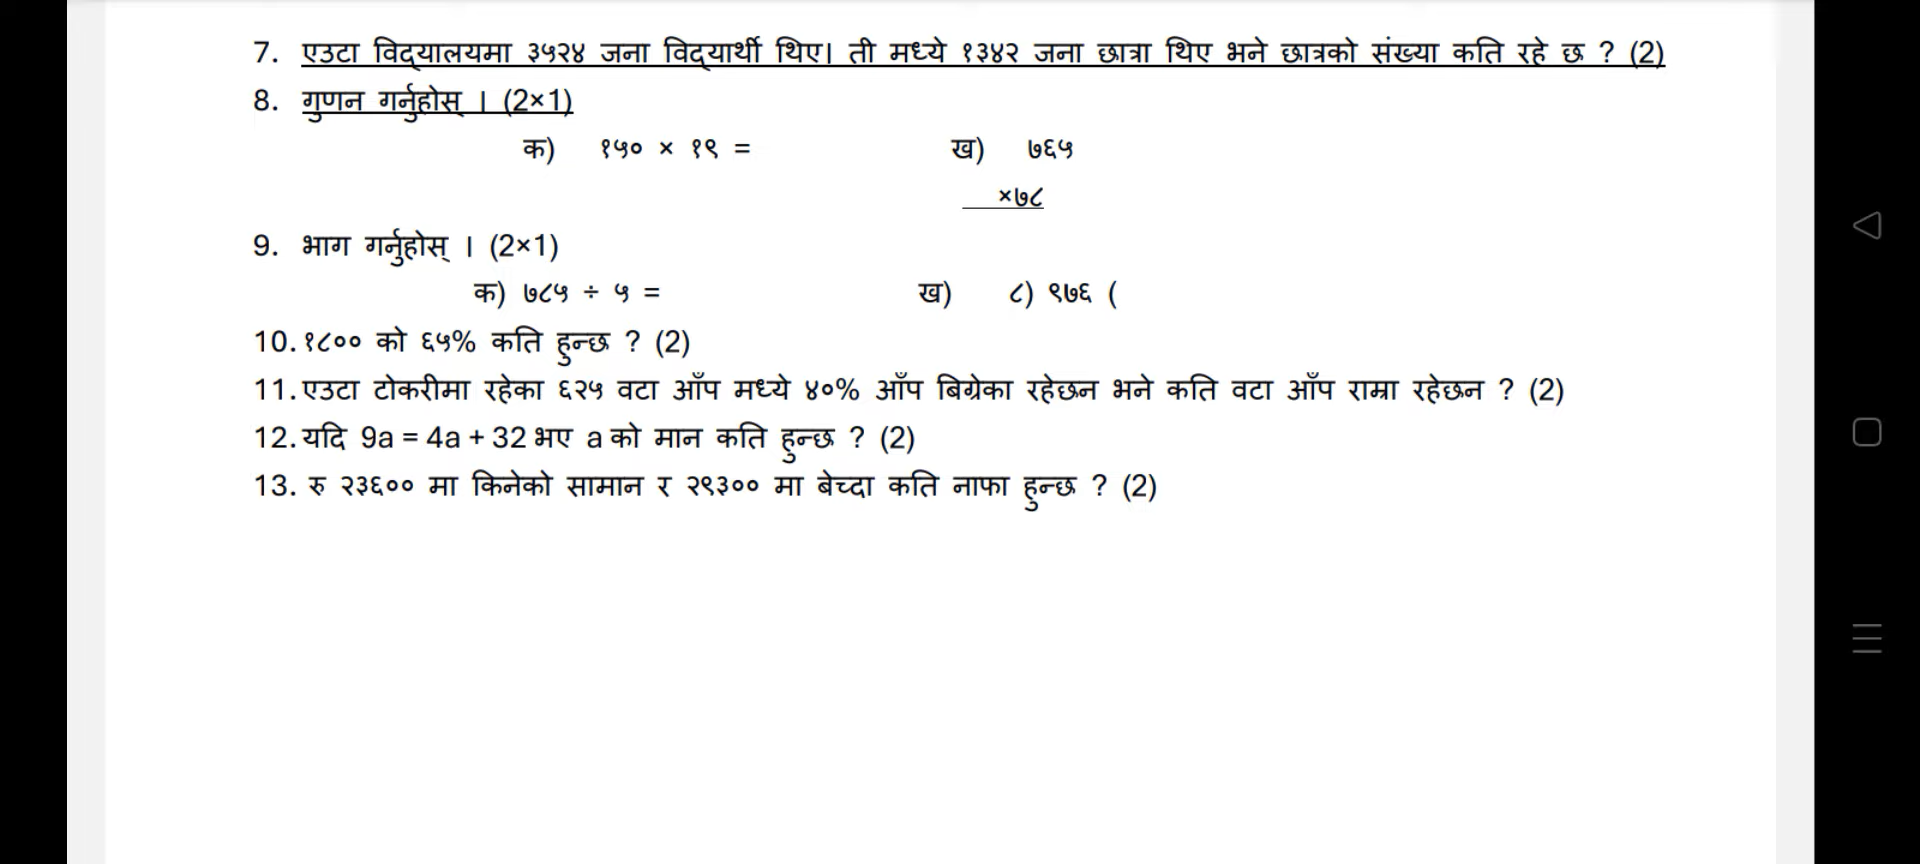 7. एउटा विद्यालयमा ३५२४ जना विद्यार्थी थिए। ती मध्ये १३४२ जना छात्रा थिए भने छात्रको संख्या कति रहे छ ? (2)
8. गुणन गर्नुहोस् । (2×1)
क) १५० × १९ = ख) ७६५
×७८
9. भाग गर्नुहोस् । (2×1)
क) ७८५ ÷ ५ = ख) ८) ९७६ (
10. १८०० को ६५% कति हुन्छ ? (2)
11. एउटा टोकरीमा रहेका ६२५ वटा आँप मध्ये ४०% आँप बिग्रेका रहेछन भने कति वटा आँप राम्रा रहेछन ? (2)
12. यदि 9a = 4a + 32 भए a को मान कति हुन्छ ? (2)
13. रु २३६०० मा किनेको सामान र २९३०० मा बेच्दा कति नाफा हुन्छ ? (2)